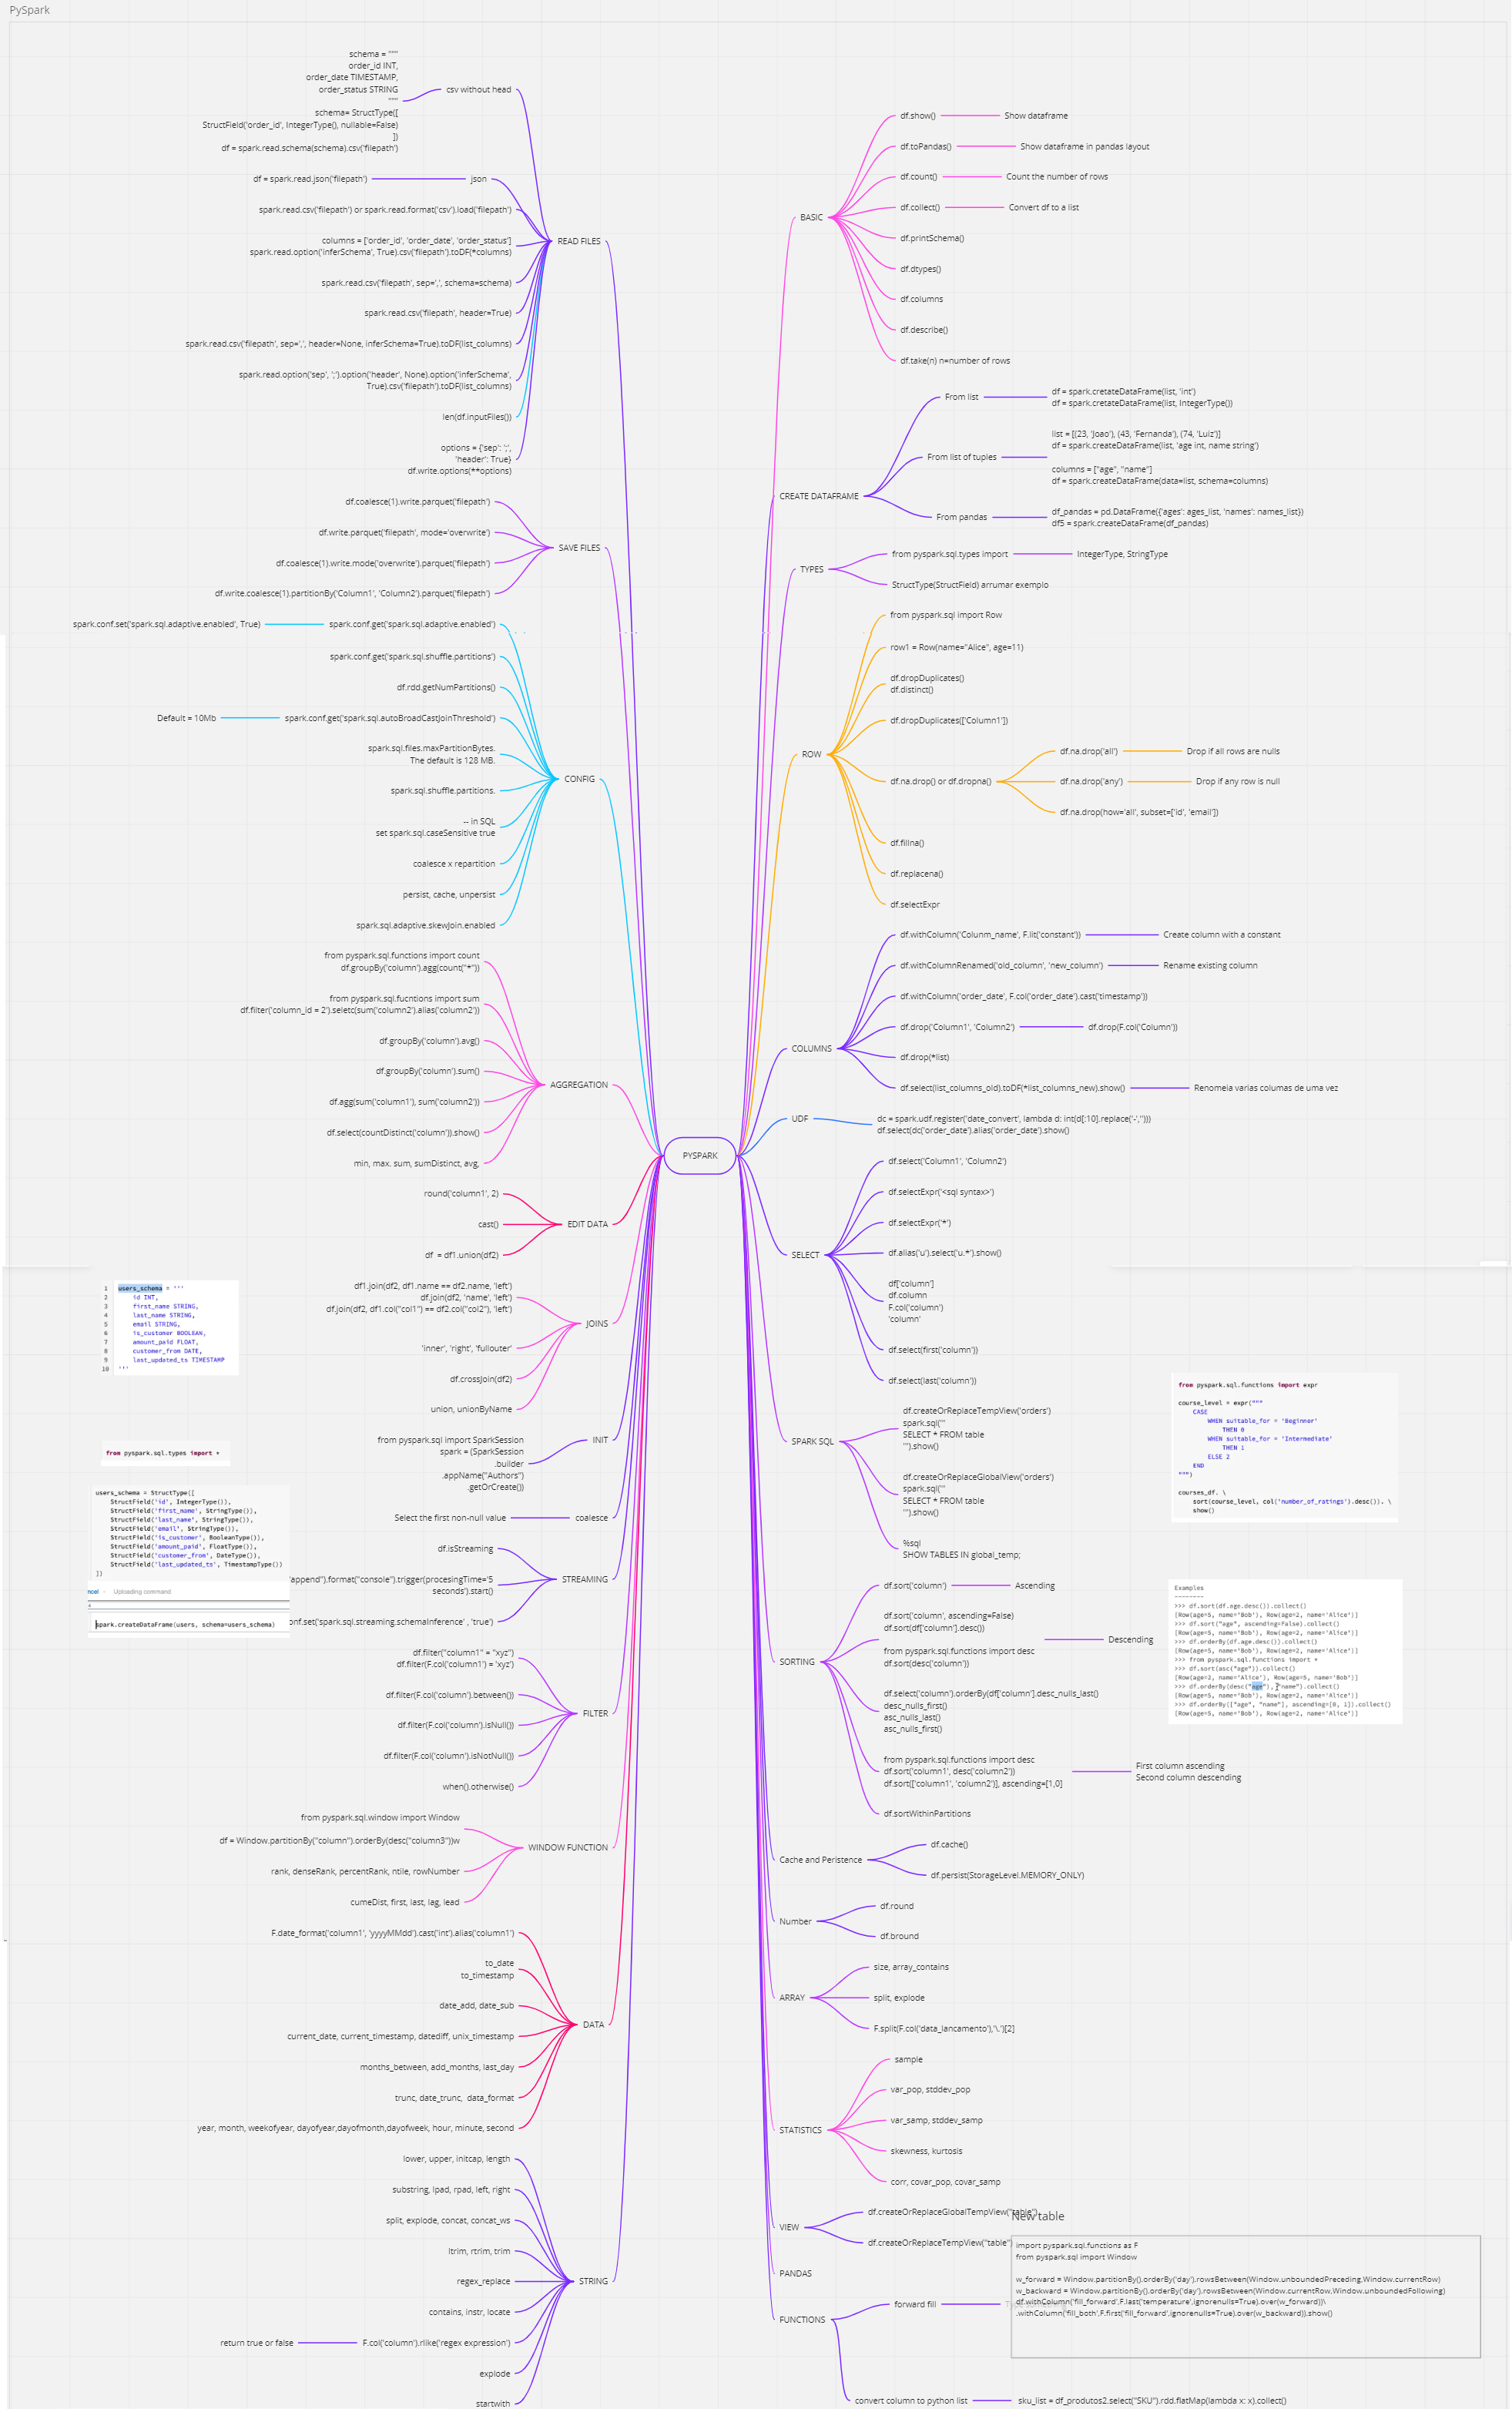 PySpark
schema = """
order_id INT,
order_date TIMESTAMP,
order_status STRING
"""
schema= StructType([
StructField('order_id', IntegerType(), nullable=False)
])
df = spark.read.schema(schema).csv('filepath')
csv without head
df = spark.read.json('filepath')
json
spark.read.csv('filepath') or spark.read.format('csv').load('filepath')
columns = ['order_id', 'order_date', 'order_status']
spark.read.option('inferSchema', True).csv('filepath').toDF(*columns)
spark.read.csv('filepath', sep=',', schema=schema)
spark.read.csv('filepath', header=True)
spark.read.csv('filepath', sep=',', header=None, inferSchema=True).toDF(list_columns)
spark.read.option('sep', ';').option('header', None).option('inferSchema',
True).csv('filepath').toDF(list_columns)
len(df.inputFiles())
options = {'sep': ';',
'header': True}
df.write.options(**options)
READ FILES
df.coalesce(1).write.parquet('filepath')
df.write.parquet('filepath', mode='overwrite')
df.coalesce(1).write.mode('overwrite').parquet('filepath')
df.write.coalesce(1).partitionBy('Column1', 'Column2').parquet('filepath')
SAVE FILES
spark.conf.set('spark.sql.adaptive.enabled', True)
spark.conf.get('spark.sql.adaptive.enabled')
spark.conf.get('spark.sql.shuffle.partitions')
df.rdd.getNumPartitions()
Default = 10Mb
spark.conf.get('spark.sql.autoBroadCastJoinThreshold')
spark.sql.files.maxPartitionBytes.
The default is 128 MB.
spark.sql.shuffle.partitions.
-- in SQL
set spark.sql.caseSensitive true
coalesce x repartition
persist, cache, unpersist
spark.sql.adaptive.skewJoin.enabled
CONFIG
from pyspark.sql.functions import count
df.groupBy('column').agg(count("*"))
from pyspark.sql.fucntions import sum
df.filter('column_id = 2').seletc(sum('column2').alias('column2'))
df.groupBy('column').avg()
df.groupBy('column').sum()
df.agg(sum('column1'), sum('column2'))
df.select(countDistinct('column')).show()
min, max. sum, sumDistinct, avg,
AGGREGATION
round('column1', 2)
cast()
df  = df1.union(df2)
EDIT DATA
df1.join(df2, df1.name == df2.name, 'left')
df.join(df2, 'name', 'left')
df.join(df2, df1.col("col1") == df2.col("col2"), 'left')
'inner', 'right', 'fullouter'
df.crossJoin(df2)
union, unionByName
JOINS
from pyspark.sql import SparkSession
spark = (SparkSession
.builder
.appName("Authors")
.getOrCreate())
INIT
Select the first non-null value
coalesce
df.isStreaming
'append").format("console").trigger(procesingTime='5
seconds').start()
onf.set('spark.sql.streaming.schemaInference' , 'true')
STREAMING
df.filter("column1" = "xyz")
df.filter(F.col('column1') = 'xyz')
df.filter(F.col('column').between())
df.filter(F.col('column').isNull())
df.filter(F.col('column').isNotNull())
when().otherwise()
FILTER
from pyspark.sql.window import Window
df = Window.partitionBy("column").orderBy(desc("column3"))w
rank, denseRank, percentRank, ntile, rowNumber
cumeDist, first, last, lag, lead
WINDOW FUNCTION
F.date_format('column1', 'yyyyMMdd').cast('int').alias('column1')
to_date
to_timestamp
date_add, date_sub
current_date, current_timestamp, datediff, unix_timestamp
months_between, add_months, last_day
trunc, date_trunc,  data_format
year, month, weekofyear, dayofyear,dayofmonth,dayofweek, hour, minute, second
DATA
lower, upper, initcap, length
substring, lpad, rpad, left, right
split, explode, concat, concat_ws
ltrim, rtrim, trim
regex_replace
contains, instr, locate
return true or false
F.col('column').rlike('regex expression')
explode
startwith
STRING
1 users_schema = '''
2 id INT,
3 first_name STRING,
4 last_name STRING,
5 email STRING,
6 is_customer BOOLEAN,
7 amount_paid FLOAT,
8 customer_from DATE,
9 last_updated_ts TIMESTAMP
10 '''
from pyspark.sql.types import *
users_schema = StructType([
StructField('id', IntegerType()),
StructField('first_name', StringType()),
StructField('last_name', StringType()),
StructField('email', StringType()),
StructField('is_customer', BooleanType()),
StructField('amount_paid', FloatType()),
StructField('customer_from', DateType()),
StructField('last_updated_ts', TimestampType())
])
ncel
Uploading command
spark.createDataFrame(users, schema=users_schema)
PYSPARK
BASIC
df.show()
Show dataframe
df.toPandas()
Show dataframe in pandas layout
df.count()
Count the number of rows
df.collect()
Convert df to a list
df.printSchema()
df.dtypes()
df.columns
df.describe()
df.take(n) n=number of rows
CREATE DATAFRAME
From list
df = spark.cretateDataFrame(list, 'int')
df = spark.cretateDataFrame(list, IntegerType())
From list of tuples
list = [(23, 'Joao'), (43, 'Fernanda'), (74, 'Luiz')]
df = spark.createDataFrame(list, 'age int, name string')
columns = ["age", "name"]
df = spark.createDataFrame(data=list, schema=columns)
From pandas
df_pandas = pd.DataFrame({'ages': ages_list, 'names': names_list})
df5 = spark.createDataFrame(df_pandas)
TYPES
from pyspark.sql.types import
IntegerType, StringType
StructType(StructField) arrumar exemplo
ROW
from pyspark.sql import Row
row1 = Row(name="Alice", age=11)
df.dropDuplicates()
df.distinct()
df.dropDuplicates(['Column1'])
df.na.drop() or df.dropna()
df.na.drop('all')
Drop if all rows are nulls
df.na.drop('any')
Drop if any row is null
df.na.drop(how='all', subset=['id', 'email'])
df.fillna()
df.replacena()
df.selectExpr
COLUMNS
df.withColumn('Colunm_name', F.lit('constant'))
Create column with a constant
df.withColumnRenamed('old_column', 'new_column')
Rename existing column
df.withColumn('order_date', F.col('order_date').cast('timestamp'))
df.drop('Column1', 'Column2')
df.drop(F.col('Column'))
df.drop(*list)
df.select(list_columns_old).toDF(*list_columns_new).show()
Renomeia varias columas de uma vez
UDF
dc = spark.udf.register('date_convert', lambda d: int(d[:10].replace('-','')))
df.select(dc('order_date').alias('order_date').show()
SELECT
df.select('Column1', 'Column2')
df.selectExpr('<sql syntax>')
df.selectExpr('*')
df.alias('u').select('u.*').show()
df['column']
df.column
F.col('column')
'column'
df.select(first('column'))
df.select(last('column'))
SPARK SQL
df.createOrReplaceTempView('orders')
spark.sql('''
SELECT * FROM table
''').show()
df.createOrReplaceGlobalView('orders')
spark.sql('''
SELECT * FROM table
''').show()
%sql
SHOW TABLES IN global_temp;
from pyspark.sql.functions import expr
course_level = expr("""
CASE
WHEN suitable_for = 'Beginner'
THEN 0
WHEN suitable_for = 'Intermediate'
THEN 1
ELSE 2
END
""")
courses_df. \
sort(course_level, col('number_of_ratings').desc()). \
show()
SORTING
df.sort('column')
Ascending
df.sort('column', ascending=False)
df.sort(df['column'].desc())
from pyspark.sql.functions import desc
df.sort(desc('column'))
Descending
df.select('column').orderBy(df['column'].desc_nulls_last()
desc_nulls_first()
asc_nulls_last()
asc_nulls_first()
from pyspark.sql.functions import desc
df.sort('column1', desc('column2'))
df.sort(['column1', 'column2')], ascending=[1,0]
First column ascending
Second column descending
df.sortWithinPartitions
Examples
--------
>>> df.sort(df.age.desc()).collect()
[Row(age=5, name='Bob'), Row(age=2, name='Alice')]
>>> df.sort("age", ascending=False).collect()
[Row(age=5, name='Bob'), Row(age=2, name='Alice')]
>>> df.orderBy(df.age.desc()).collect()
[Row(age=5, name='Bob'), Row(age=2, name='Alice')]
>>> from pyspark.sql.functions import *
>>> df.sort(asc("age")).collect()
[Row(age=2, name='Alice'), Row(age=5, name='Bob')]
>>> df.orderBy(desc("age"), "name").collect()
[Row(age=5, name='Bob'), Row(age=2, name='Alice')]
>>> df.orderBy(["age", "name"], ascending=[0, 1]).collect()
[Row(age=5, name='Bob'), Row(age=2, name='Alice')]
Cache and Peristence
df.cache()
df.persist(StorageLevel.MEMORY_ONLY)
Number
df.round
df.bround
ARRAY
size, array_contains
split, explode
F.split(F.col('data_lancamento'),'\.')[2]
STATISTICS
sample
var_pop, stddev_pop
var_samp, stddev_samp
skewness, kurtosis
corr, covar_pop, covar_samp
VIEW
df.createOrReplaceGlobalTempView("table")
df.createOrReplaceTempView("table")
PANDAS
FUNCTIONS
forward fill
New table
import pyspark.sql.functions as F
from pyspark.sql import Window
w_forward = Window.partitionBy().orderBy('day').rowsBetween(Window.unboundedPreceding,Window.currentRow)
w_backward = Window.partitionBy().orderBy('day').rowsBetween(Window.currentRow,Window.unboundedFollowing)
df.withColumn('fill_forward',F.last('temperature',ignorenulls=True).over(w_forward))\
.withColumn('fill_both',F.first('fill_forward',ignorenulls=True).over(w_backward)).show()
convert column to python list
sku_list = df_produtos2.select("SKU").rdd.flatMap(lambda x: x).collect()